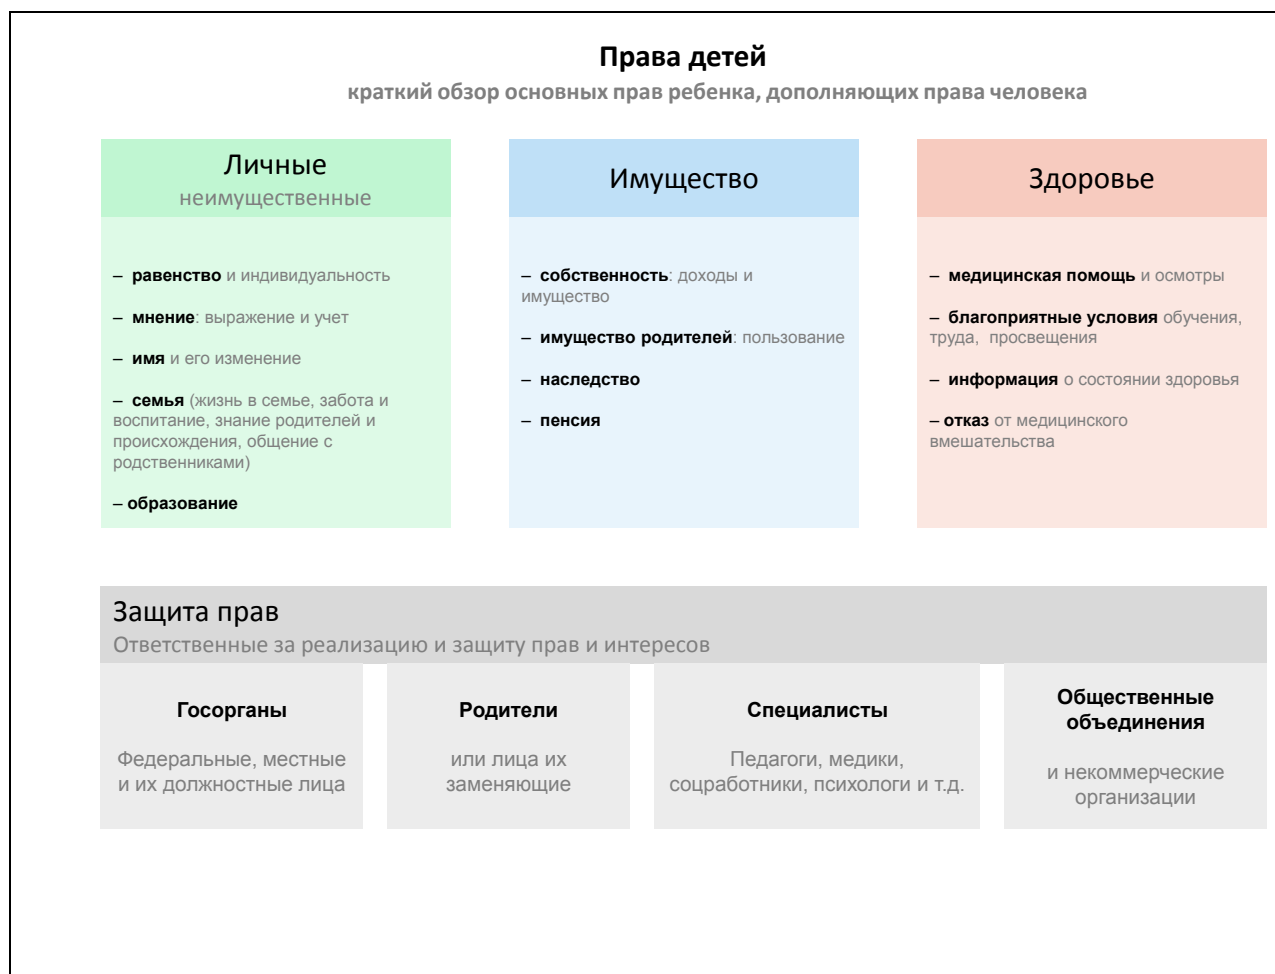 Права детей
краткий обзор основных прав ребенка, дополняющих права человека
Личные
неимущественные
– равенство и индивидуальность
– мнение: выражение и учет
– имя и его изменение
– семья (жизнь в семье, забота и
воспитание, знание родителей и
происхождения, общение с
родственниками)
– образование
Имущество
– собственность: доходы и
имущество
– имущество родителей: пользование
– наследство
– пенсия
Здоровье
– медицинская помощь и осмотры
– благоприятные условия обучения,
труда, просвещения
– информация о состоянии здоровья
– отказ от медицинского
вмешательства
Защита прав
Ответственные за реализацию и защиту прав и интересов
Госорганы
Федеральные, местные
и их должностные лица
Родители
или лица их
заменяющие
Специалисты
Педагоги, медики,
соцработники, психологи и т.д.
Общественные
объединения
и некоммерческие
организации